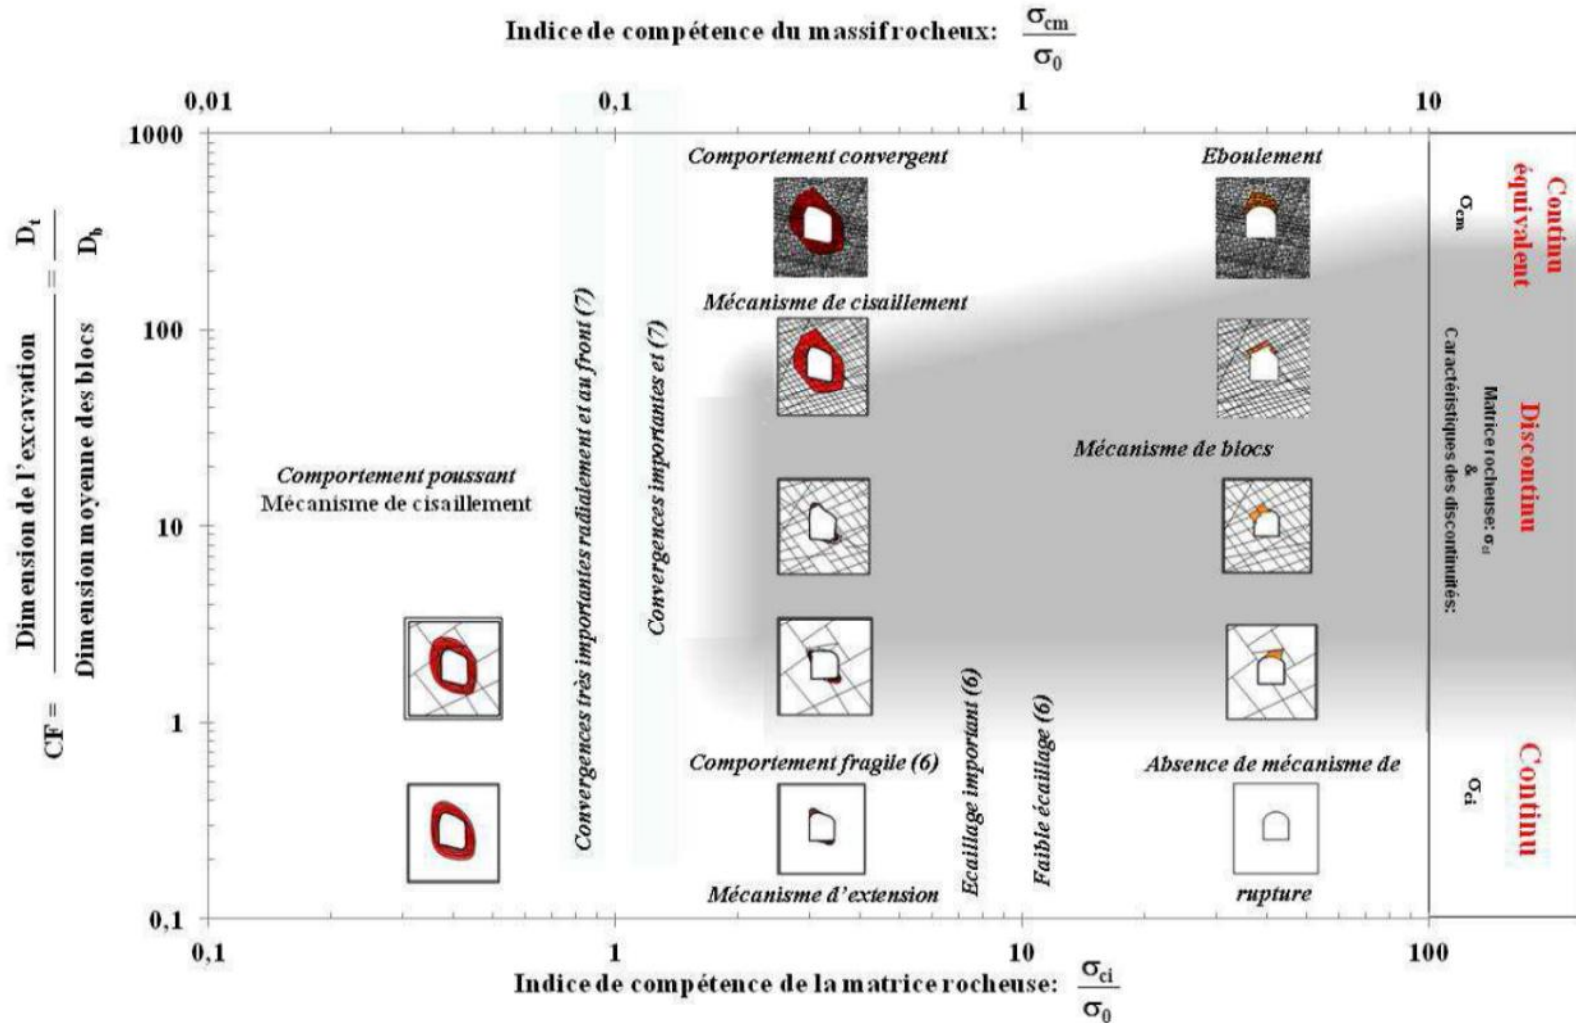 Indice de compétence du massif rocheux: σcm
σ0
0,01 0,1 1 10
1000
100
10
1
0,1
CF = Dimension de l'excavation = Dt
Dimension moyenne des blocs Db
Comportement convergent
Eboulement
Mécanisme de cisaillement
Mécanisme de blocs
Comportement poussant
Mécanisme de cisaillement
Convergences très importantes radialement et au front (7)
Convergences importantes et (7)
Comportement fragile (6)
Mécanisme d'extension
Ecaillage important (6)
Faible écaillage (6)
Absence de mécanisme de
rupture
Continu
équivalent
σcm
Discontinu
Matrice rocheuse: σci
&
Caractéristiques des discontinuités:
Continu
σci
0,1 1 10 100
Indice de compétence de la matrice rocheuse: σci
σ0